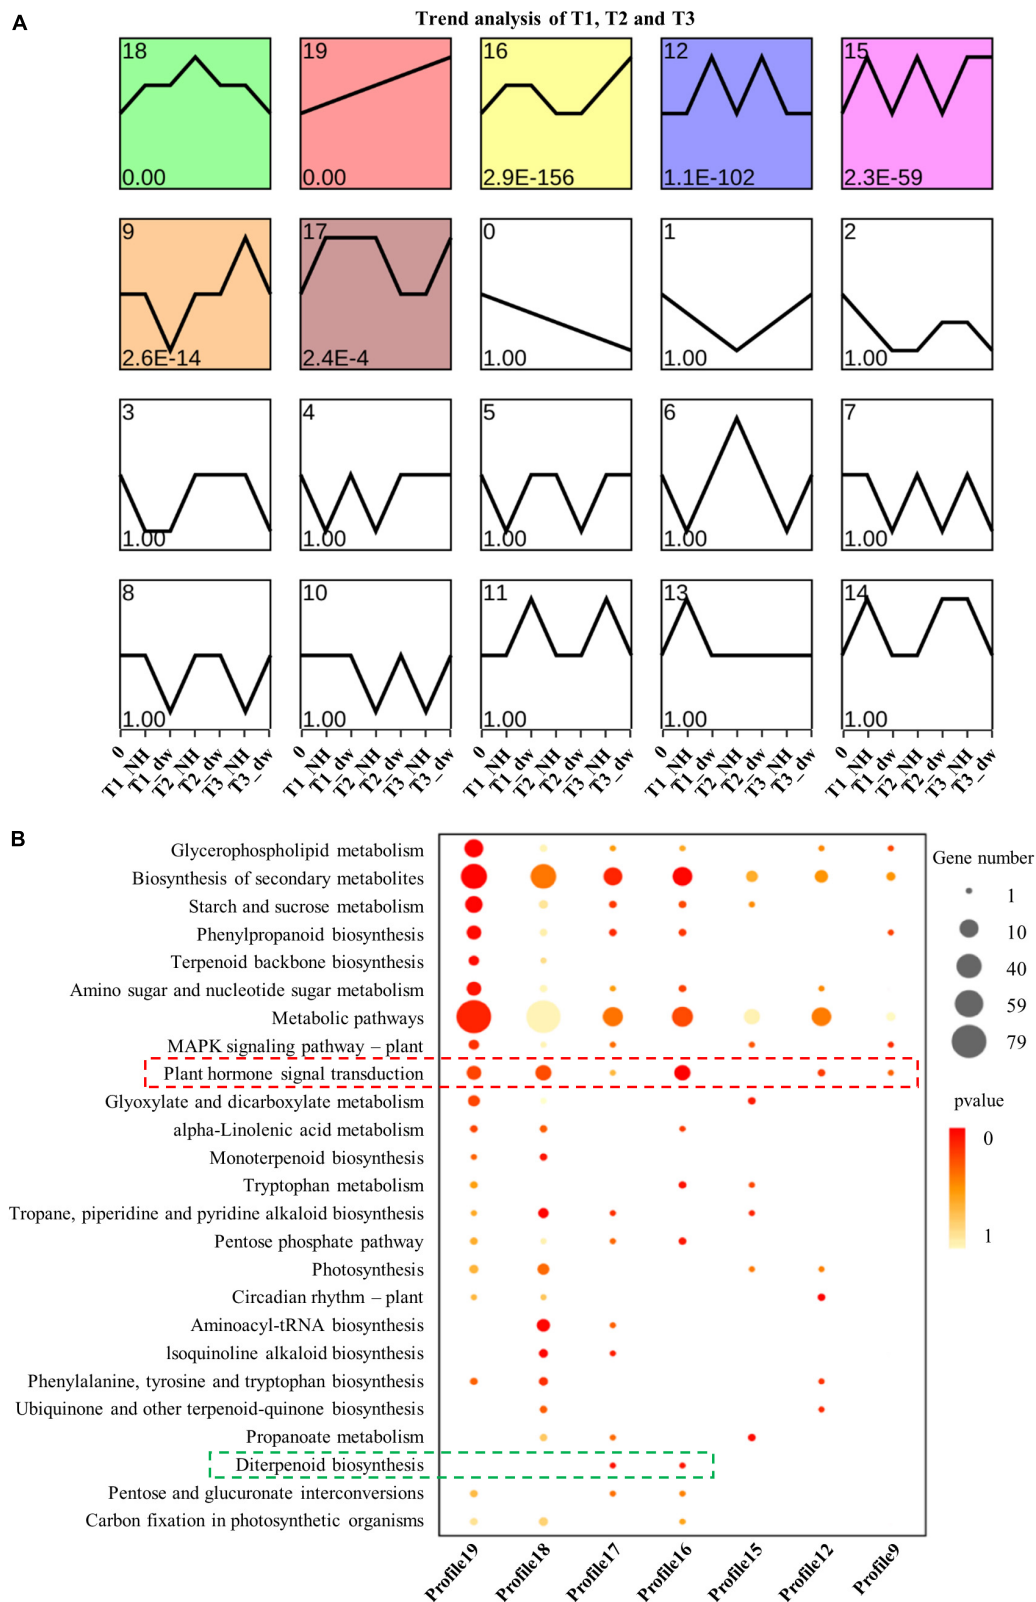 A
Trend analysis of T1, T2 and T3
18
0.00
19
0.00
16
2.9E-156
12
1.1E-102
15
2.3E-59
9
2.6E-14
17
2.4E-4
0
1.00
1
1.00
2
1.00
3
1.00
4
1.00
5
1.00
6
1.00
7
1.00
8
1.00
10
1.00
11
1.00
13
1.00
14
1.00
0
T1_NH
T1_dw
T2_NH
T2_dw
T3_NH
T3_dw
0
T1_NH
T1_dw
T2_NH
T2_dw
T3_NH
T3_dw
0
T1_NH
T1_dw
T2_NH
T2_dw
T3_NH
T3_dw
0
T1_NH
T1_dw
T2_NH
T2_dw
T3_NH
T3_dw
0
T1_NH
T1_dw
T2_NH
T2_dw
T3_NH
T3_dw
B
Glycerophospholipid metabolism
Biosynthesis of secondary metabolites
Starch and sucrose metabolism
Phenylpropanoid biosynthesis
Terpenoid backbone biosynthesis
Amino sugar and nucleotide sugar metabolism
Metabolic pathways
MAPK signaling pathway – plant
Plant hormone signal transduction
Glyoxylate and dicarboxylate metabolism
alpha-Linolenic acid metabolism
Monoterpenoid biosynthesis
Tryptophan metabolism
Tropane, piperidine and pyridine alkaloid biosynthesis
Pentose phosphate pathway
Photosynthesis
Circadian rhythm – plant
Aminoacyl-tRNA biosynthesis
lsoquinoline alkaloid biosynthesis
Phenylalanine, tyrosine and tryptophan biosynthesis
Ubiquinone and other terpenoid-quinone biosynthesis
Propanoate metabolism
Diterpenoid biosynthesis
Pentose and glucuronate interconversions
Carbon fixation in photosynthetic organisms
Profile19
Profile18
Profile17
Profile16
Profile15
Profile12
Profile9
Gene number
1
10
40
59
79
pvalue
0
1